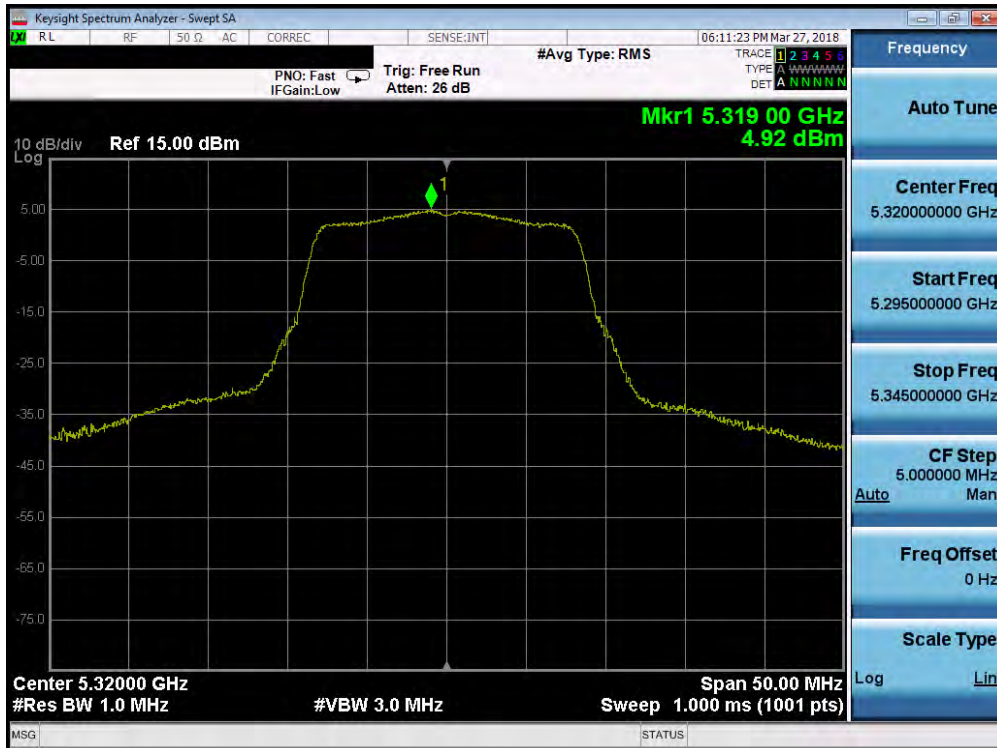 Keysight Spectrum Analyzer - Swept SA
LXI RL RF 50 Ω AC CORREC SENSE:INT 06:11:23 PM Mar 27, 2018
#Avg Type: RMS TRACE 1 2 3 4 5 6
PNO: Fast Trig: Free Run TYPE A WWWWW
IFGain:Low Atten: 26 dB DET A N N N N N
Mkr1 5.319 00 GHz
4.92 dBm
10 dB/div Ref 15.00 dBm
Log
1
5.00
-5.00
-15.0
-25.0
-35.0
-45.0
-55.0
-65.0
-75.0
Center 5.32000 GHz Span 50.00 MHz
#Res BW 1.0 MHz #VBW 3.0 MHz Sweep 1.000 ms (1001 pts)
MSG STATUS
Frequency
Auto Tune
Center Freq
5.320000000 GHz
Start Freq
5.295000000 GHz
Stop Freq
5.345000000 GHz
CF Step
5.000000 MHz
Auto Man
Freq Offset
0 Hz
Scale Type
Log Lin